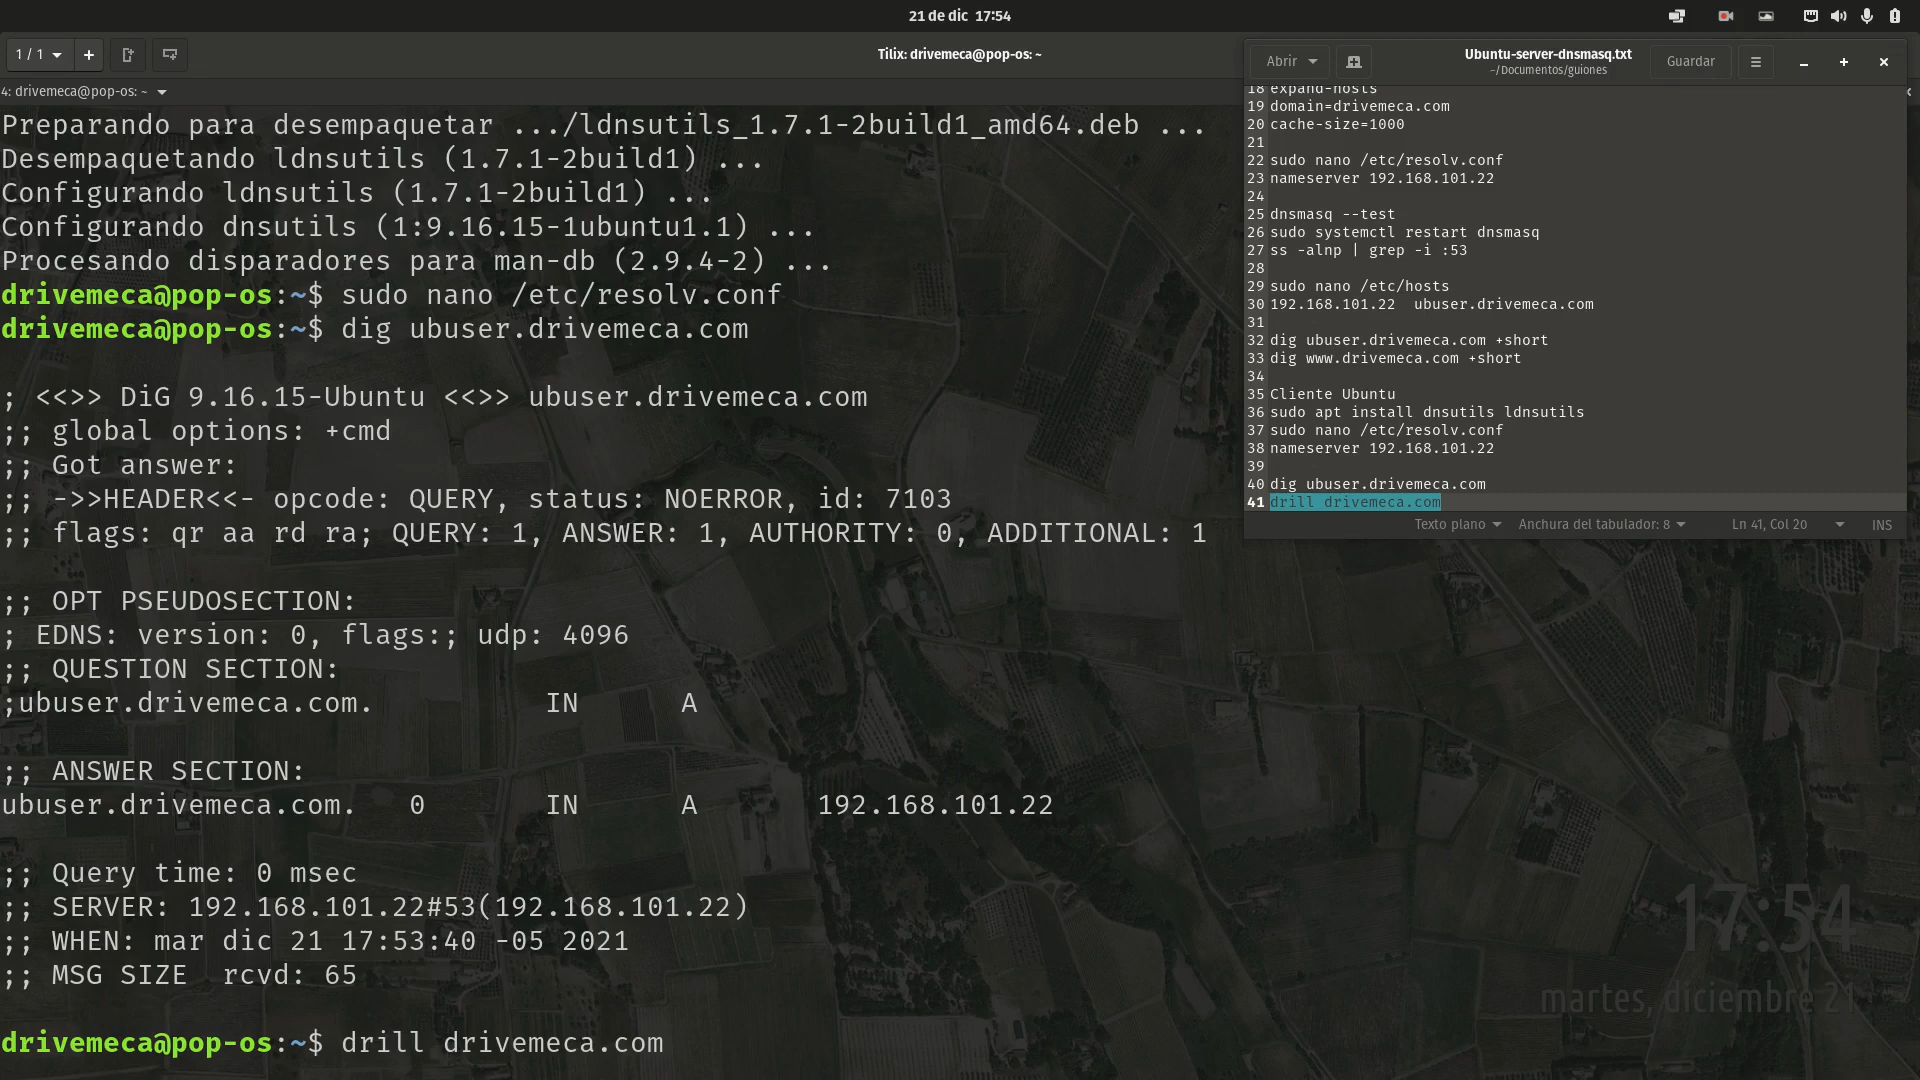 21 de dic 17:54
1 / 1
Tilix: drivemeca@pop-os: ~
4: drivemeca@pop-os: ~
Preparando para desempaquetar .../ldnsutils_1.7.1-2build1_amd64.deb ...
Desempaquetando ldnsutils (1.7.1-2build1) ...
Configurando ldnsutils (1.7.1-2build1) ...
Configurando dnsutils (1:9.16.15-1ubuntu1.1) ...
Procesando disparadores para man-db (2.9.4-2) ...
drivemeca@pop-os:~$ sudo nano /etc/resolv.conf
drivemeca@pop-os:~$ dig ubuser.drivemeca.com
; <<>> DiG 9.16.15-Ubuntu <<>> ubuser.drivemeca.com
;; global options: +cmd
;; Got answer:
;; ->>HEADER<<- opcode: QUERY, status: NOERROR, id: 7103
;; flags: qr aa rd ra; QUERY: 1, ANSWER: 1, AUTHORITY: 0, ADDITIONAL: 1
;; OPT PSEUDOSECTION:
; EDNS: version: 0, flags:; udp: 4096
;; QUESTION SECTION:
;ubuser.drivemeca.com. IN A
;; ANSWER SECTION:
ubuser.drivemeca.com. 0 IN A 192.168.101.22
;; Query time: 0 msec
;; SERVER: 192.168.101.22#53(192.168.101.22)
;; WHEN: mar dic 21 17:53:40 -05 2021
;; MSG SIZE rcvd: 65
drivemeca@pop-os:~$ drill drivemeca.com
Abrir
Ubuntu-server-dnsmasq.txt
~/Documentos/guiones
Guardar
18 expand-hosts
19 domain=drivemeca.com
20 cache-size=1000
21
22 sudo nano /etc/resolv.conf
23 nameserver 192.168.101.22
24
25 dnsmasq --test
26 sudo systemctl restart dnsmasq
27 ss -alnp | grep -i :53
28
29 sudo nano /etc/hosts
30 192.168.101.22 ubuser.drivemeca.com
31
32 dig ubuser.drivemeca.com +short
33 dig www.drivemeca.com +short
34
35 Cliente Ubuntu
36 sudo apt install dnsutils ldnsutils
37 sudo nano /etc/resolv.conf
38 nameserver 192.168.101.22
39
40 dig ubuser.drivemeca.com
41 drill drivemeca.com
Texto plano Anchura del tabulador: 8 Ln 41, Col 20 INS
17:54
martes, diciembre 21